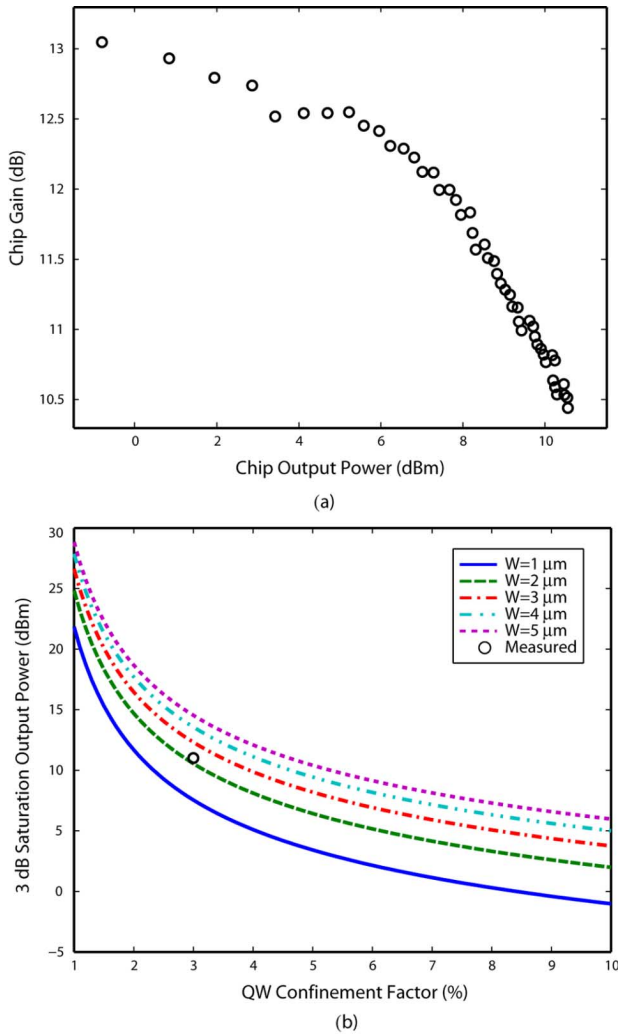 13
12.5
12
11.5
11
10.5
Chip Gain (dB)
0 2 4 6 8 10
Chip Output Power (dBm)
(a)
30
25
20
15
10
5
0
−5
3 dB Saturation Output Power (dBm)
W=1 μm
W=2 μm
W=3 μm
W=4 μm
W=5 μm
Measured
1 2 3 4 5 6 7 8 9 10
QW Confinement Factor (%)
(b)